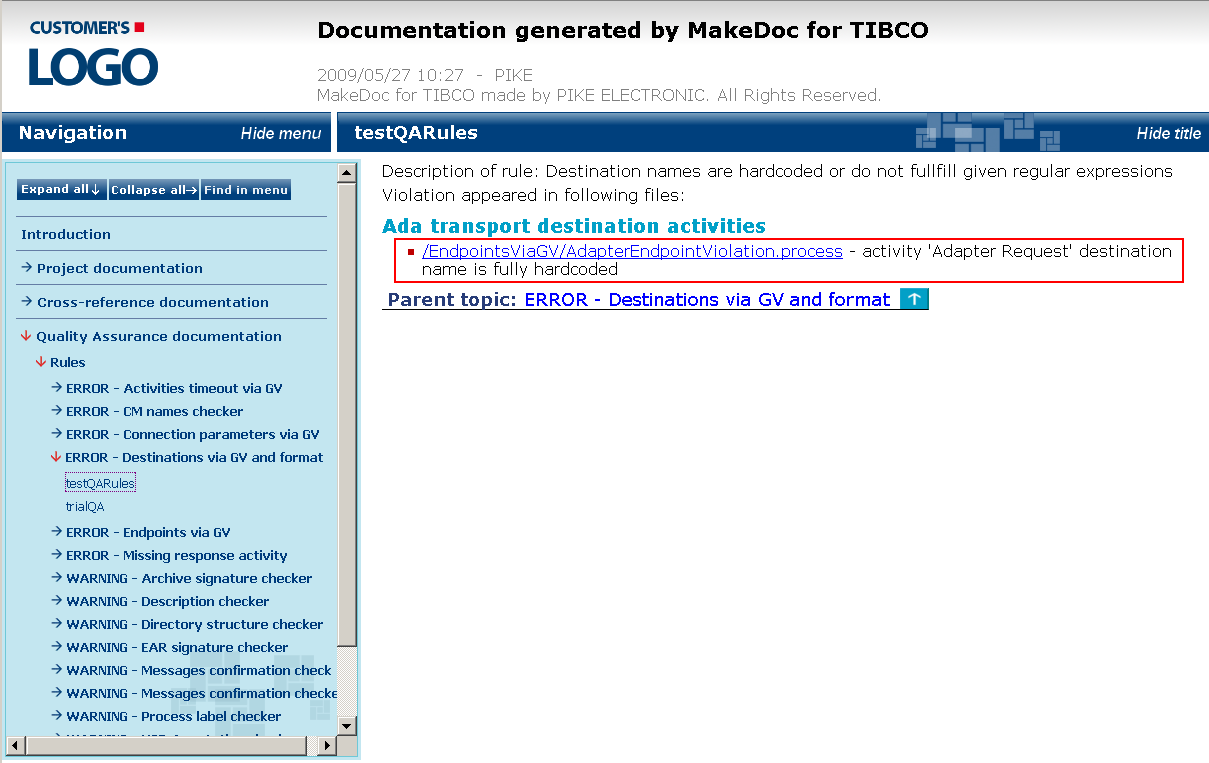 CUSTOMER'S
LOGO
Documentation generated by MakeDoc for TIBCO
2009/05/27 10:27 - PIKE
MakeDoc for TIBCO made by PIKE ELECTRONIC. All Rights Reserved.
Navigation Hide menu
testQARules Hide title
Expand all↓ Collapse all→ Find in menu
Introduction
Project documentation
Cross-reference documentation
Quality Assurance documentation
Rules
ERROR - Activities timeout via GV
ERROR - CM names checker
ERROR - Connection parameters via GV
ERROR - Destinations via GV and format
testQARules
trialQA
ERROR - Endpoints via GV
ERROR - Missing response activity
WARNING - Archive signature checker
WARNING - Description checker
WARNING - Directory structure checker
WARNING - EAR signature checker
WARNING - Messages confirmation check
WARNING - Messages confirmation checke
WARNING - Process label checker
Description of rule: Destination names are hardcoded or do not fullfill given regular expressions
Violation appeared in following files:
Ada transport destination activities
/EndpointsViaGV/AdapterEndpointViolation.process - activity 'Adapter Request' destination
name is fully hardcoded
Parent topic: ERROR - Destinations via GV and format